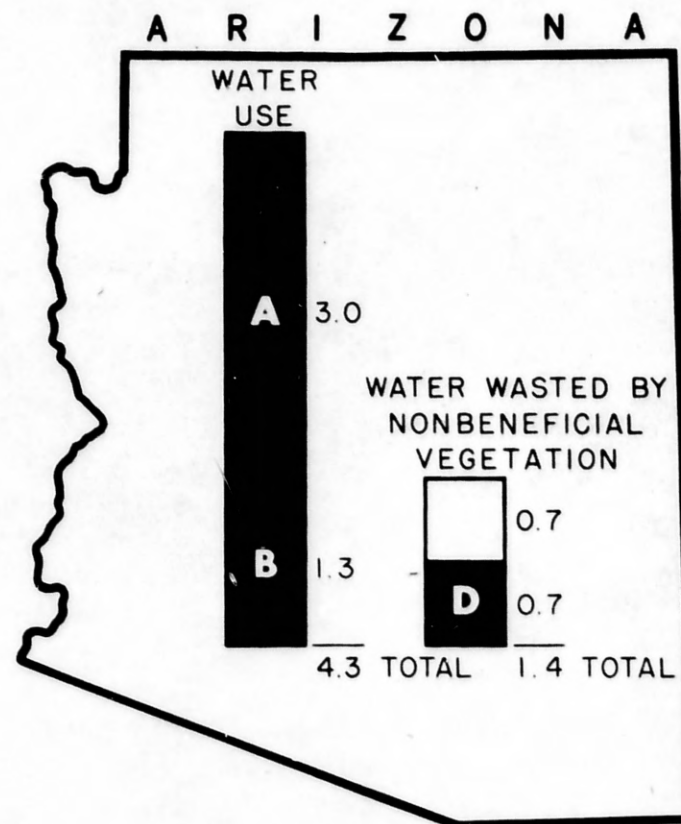 ARIZONA
WATER
USE
A 3.0
WATER WASTED BY
NONBENEFICIAL
VEGETATION
0.7
B 1.3
D 0.7
4.3 TOTAL 1.4 TOTAL